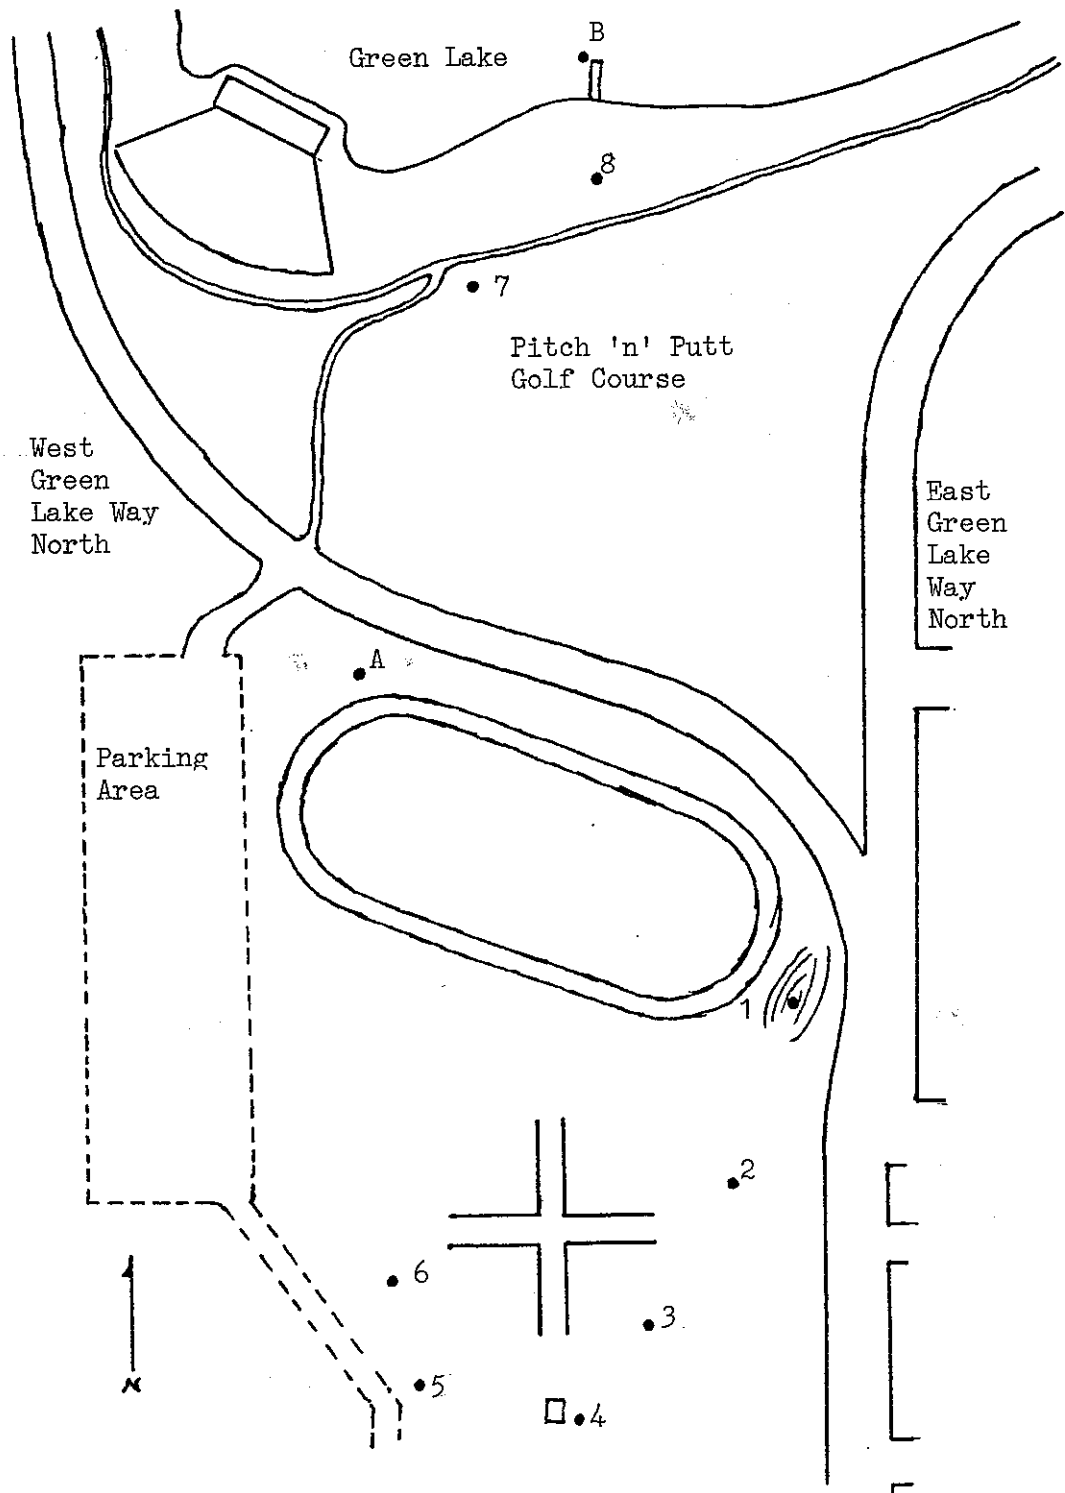 B
Green Lake
8
7
Pitch 'n' Putt
Golf Course
West
Green
Lake Way
North
East
Green
Lake
Way
North
A
Parking
Area
1
2
6
3
N
5
4